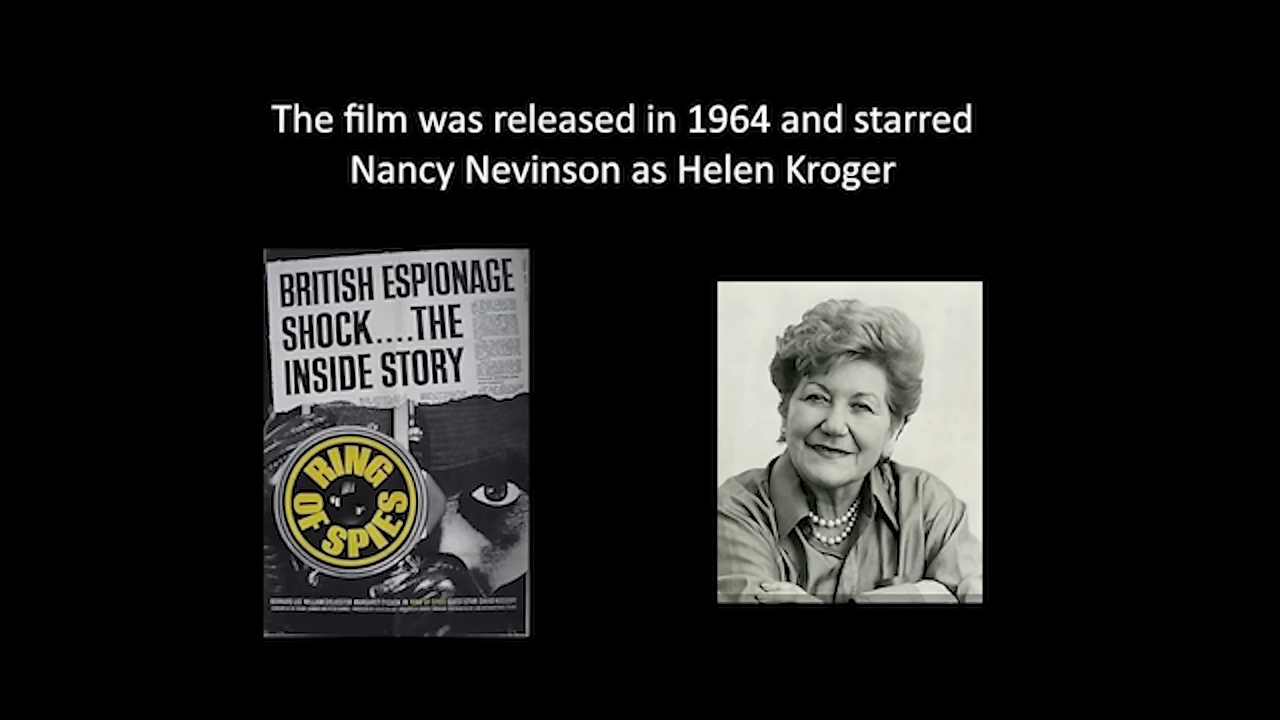 The film was released in 1964 and starred
Nancy Nevinson as Helen Kroger
BRITISH ESPIONAGE
SHOCK....THE
INSIDE STORY
RING
OF SPIES